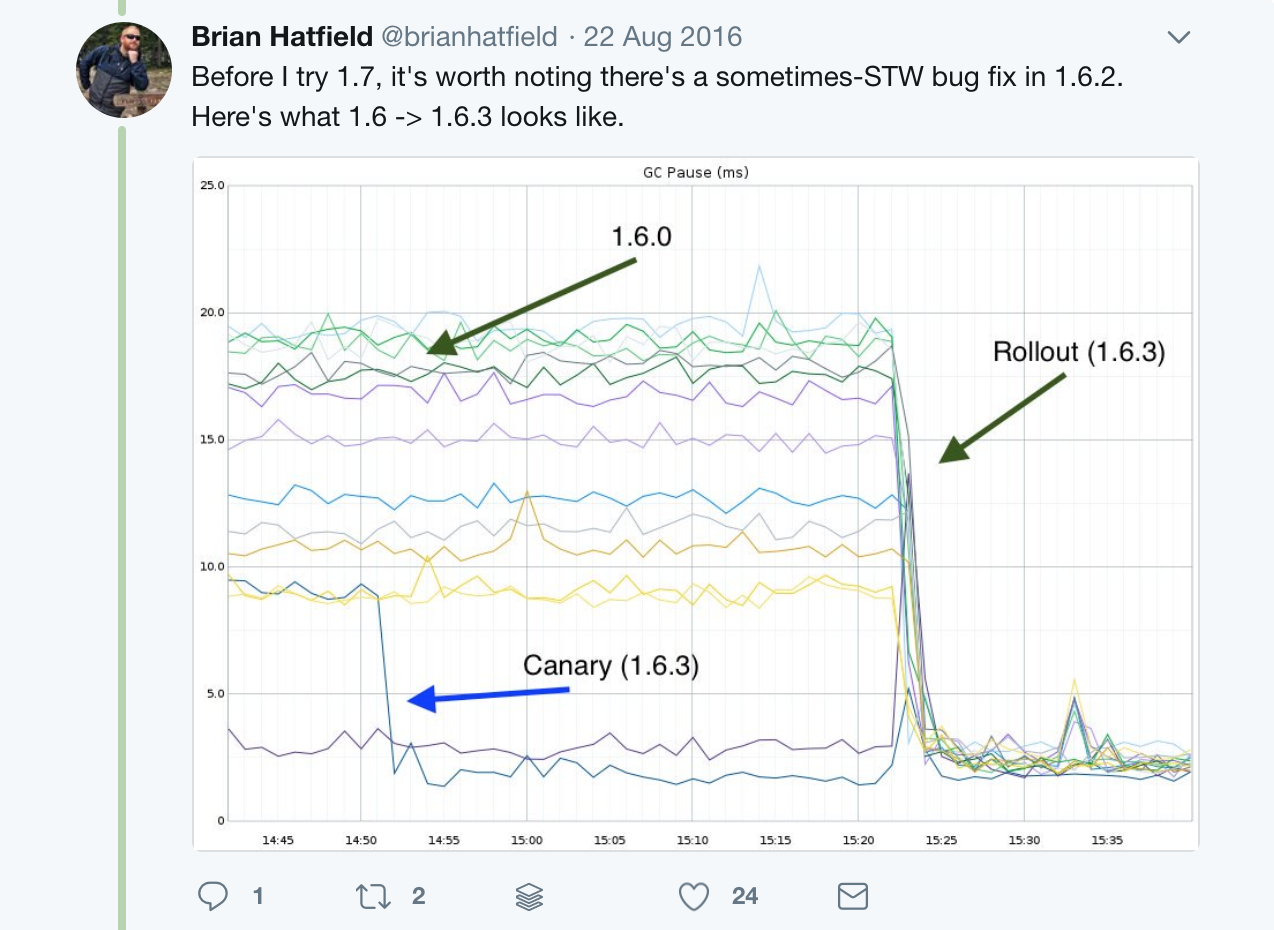 Brian Hatfield @brianhatfield · 22 Aug 2016
Before I try 1.7, it's worth noting there's a sometimes-STW bug fix in 1.6.2.
Here's what 1.6 -> 1.6.3 looks like.
GC Pause (ms)
25.0
1.6.0
20.0
Rollout (1.6.3)
15.0
10.0
Canary (1.6.3)
5.0
0
14:45 14:50 14:55 15:00 15:05 15:10 15:15 15:20 15:25 15:30 15:35
1 2 24